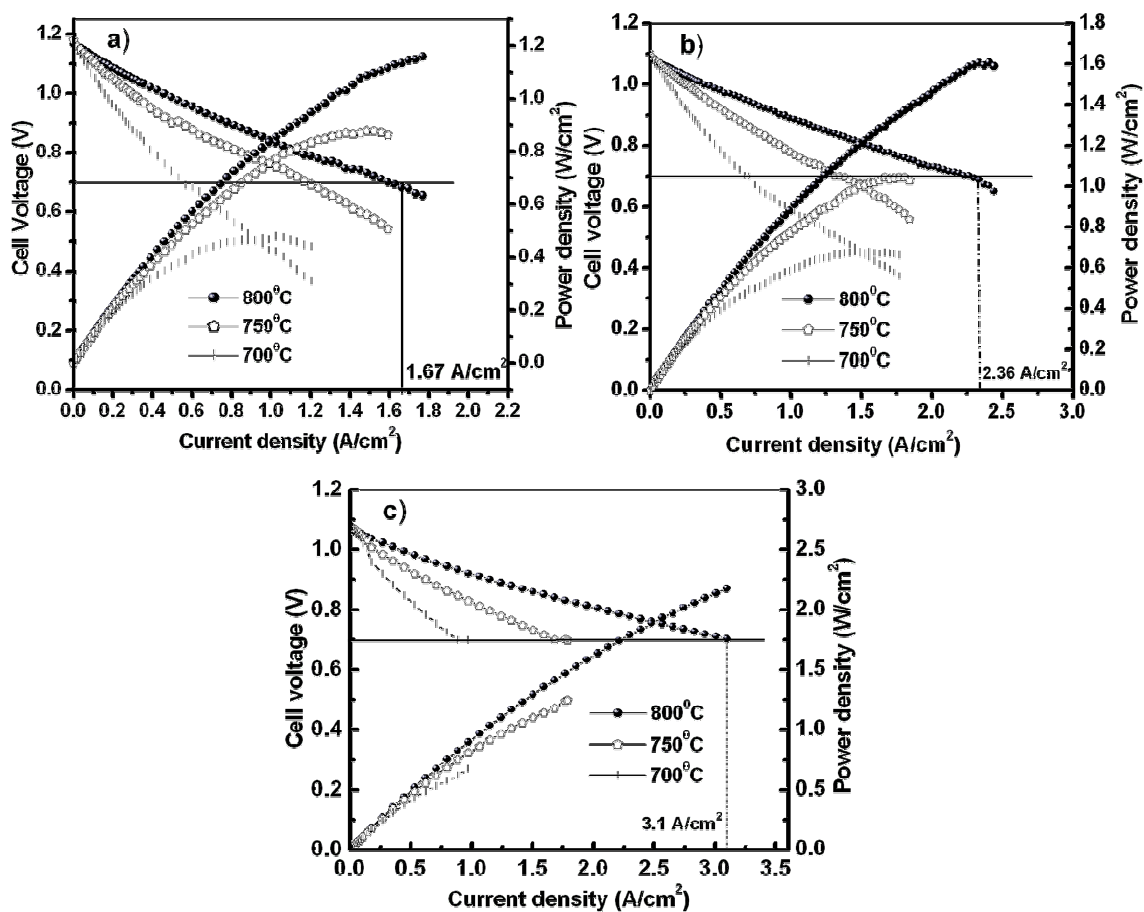 a)
Cell Voltage (V)
1.2
1.0
0.8
0.6
0.4
0.2
0.0
1.2
1.0
0.8
0.6
0.4
0.2
0.0
Power density (W/cm²)
800⁰C
750⁰C
700⁰C
1.67 A/cm²
0.0 0.2 0.4 0.6 0.8 1.0 1.2 1.4 1.6 1.8 2.0 2.2
Current density (A/cm²)
b)
Cell voltage (V)
1.2
1.0
0.8
0.6
0.4
0.2
0.0
1.8
1.6
1.4
1.2
1.0
0.8
0.6
0.4
0.2
0.0
Power density (W/cm²)
800⁰C
750⁰C
700⁰C
2.36 A/cm²
0.0 0.5 1.0 1.5 2.0 2.5 3.0
Current density (A/cm²)
c)
Cell voltage (V)
1.2
1.0
0.8
0.6
0.4
0.2
0.0
3.0
2.5
2.0
1.5
1.0
0.5
0.0
Power density (W/cm²)
800⁰C
750⁰C
700⁰C
3.1 A/cm²
0.0 0.5 1.0 1.5 2.0 2.5 3.0 3.5
Current density (A/cm²)